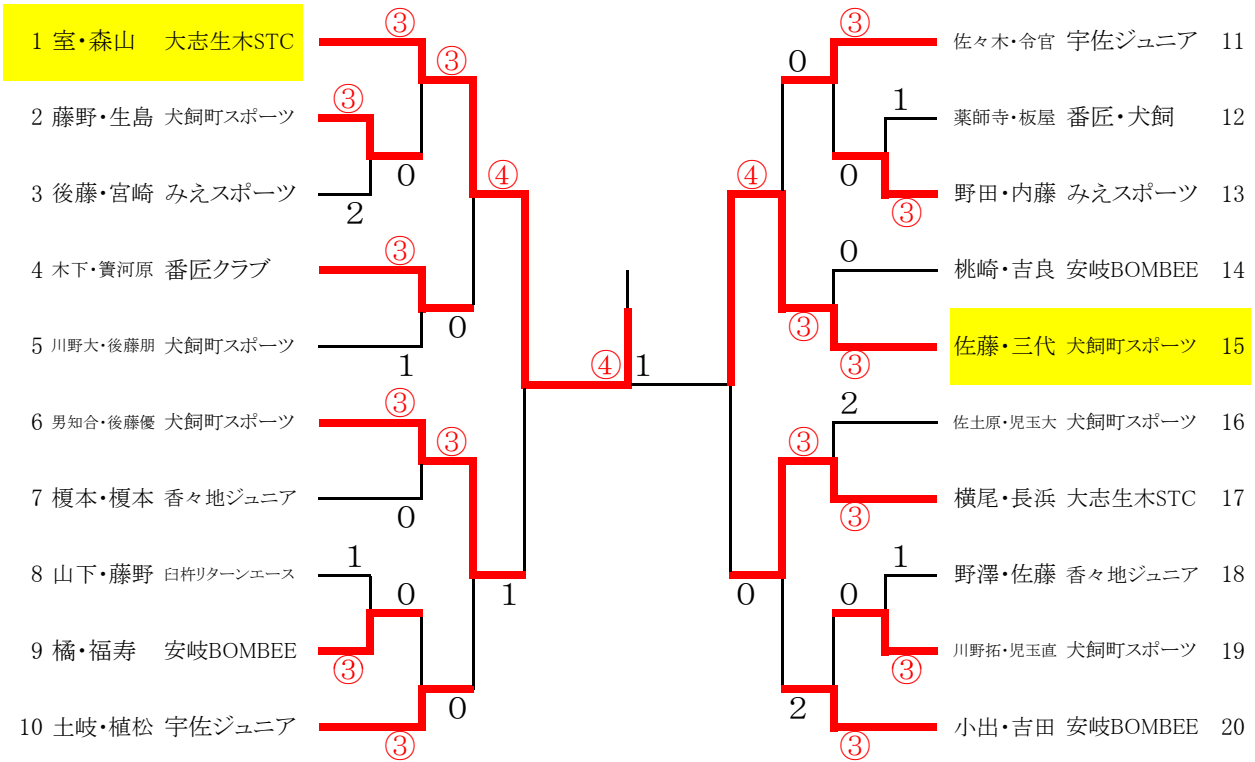 1 室・森山 大志生木STC
2 藤野・生島 犬飼町スポーツ
3 後藤・宮崎 みえスポーツ
4 木下・簀河原 番匠クラブ
5 川野大・後藤朋 犬飼町スポーツ
6 男知合・後藤優 犬飼町スポーツ
7 榎本・榎本 香々地ジュニア
8 山下・藤野 臼杵リターンエース
9 橘・福寿 安岐BOMBEE
10 土岐・植松 宇佐ジュニア
③
③
③
0
2
④
③
0
1
③
③
0
1
1
0
③
0
③
④ 1
佐々木・令官 宇佐ジュニア 11
薬師寺・板屋 番匠・犬飼 12
野田・内藤 みえスポーツ 13
桃崎・吉良 安岐BOMBEE 14
佐藤・三代 犬飼町スポーツ 15
佐土原・児玉大 犬飼町スポーツ 16
横尾・長浜 大志生木STC 17
野澤・佐藤 香々地ジュニア 18
川野拓・児玉直 犬飼町スポーツ 19
小出・吉田 安岐BOMBEE 20
③
0
1
0
③
④
0
③
③
2
③
③
1
0
0
③
2
③